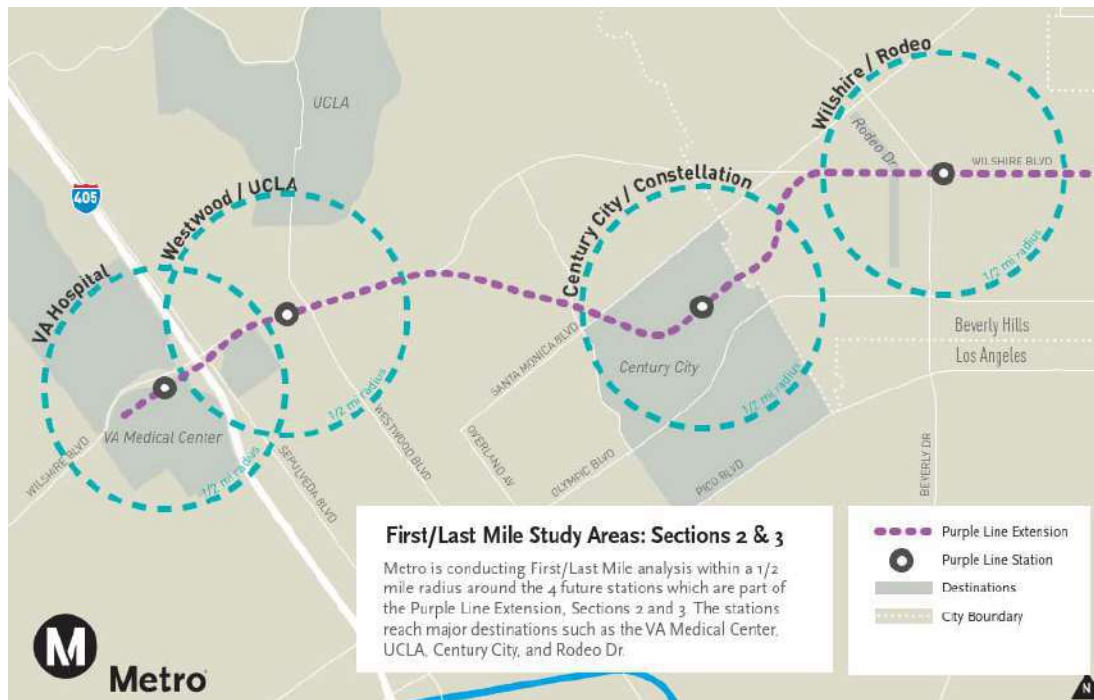 Wilshire / Rodeo
UCLA
Rodeo Dr
WILSHIRE BLVD
405
Westwood / UCLA
Century City / Constellation
1/2 mi radius
VA Hospital
Beverly Hills
Los Angeles
SANTA MONICA BLVD
Century City
1/2 mi radius
1/2 mi radius
VA Medical Center
WILSHIRE BLVD
1/2 mi radius
SEPULVEDA BLVD
WESTWOOD BLVD
OVERLAND AV
OLYMPIC BLVD
PICO BLVD
BEVERLY DR
First/Last Mile Study Areas: Sections 2 & 3
Metro is conducting First/Last Mile analysis within a 1/2
mile radius around the 4 future stations which are part of
the Purple Line Extension, Sections 2 and 3. The stations
reach major destinations such as the VA Medical Center,
UCLA, Century City, and Rodeo Dr.
Purple Line Extension
Purple Line Station
Destinations
City Boundary
M
Metro
N